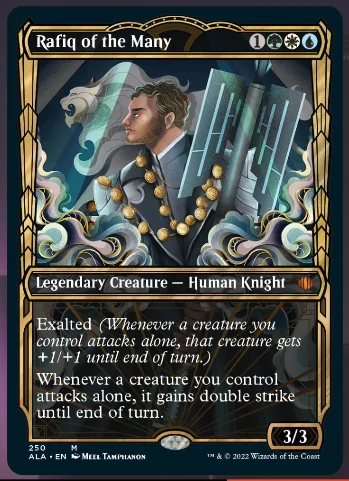 Rafiq of the Many 1
Legendary Creature — Human Knight
Exalted (Whenever a creature you
control attacks alone, that creature gets
+1/+1 until end of turn.)
Whenever a creature you control
attacks alone, it gains double strike
until end of turn.
3/3
250 M
ALA • EN Meel Tamphanon
™ & © 2022 Wizards of the Coast